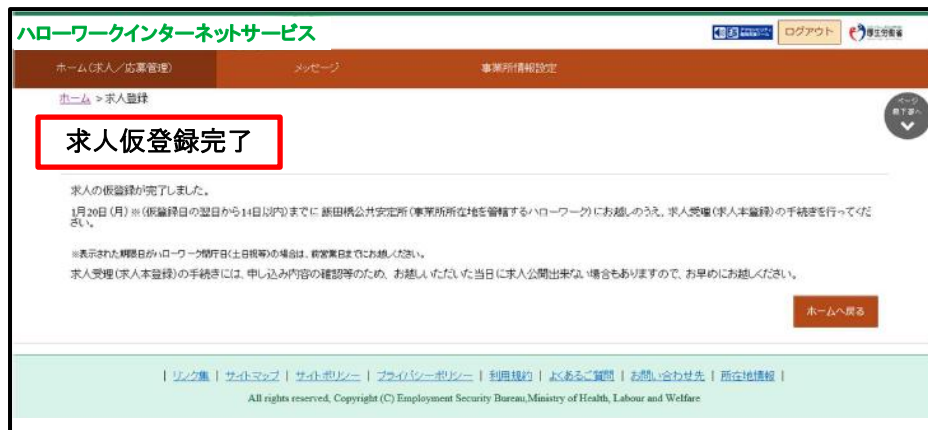 ハローワークインターネットサービス
ログアウト
厚生労働省
ホーム(求人/応募管理) メッセージ 事業所情報設定
ホーム > 求人登録
求人仮登録完了
求人の仮登録が完了しました。
1月20日(月)※(仮登録日の翌日から14日以内)までに 飯田橋公共安定所(事業所所在地を管轄するハローワーク)にお越しのうえ、求人受理(求人本登録)の手続きを行ってくだ
さい。
※表示された期限日がハローワーク閉庁日(土日祝等)の場合は、前営業日までにお越しください。
求人受理(求人本登録)の手続きには、申し込み内容の確認等のため、お越しいただいた当日に求人公開出来ない場合もありますので、お早めにお越しください。
ホームへ戻る
| リンク集 | サイトマップ | サイトポリシー | プライバシーポリシー | 利用規約 | よくあるご質問 | お問い合わせ先 | 所在地情報 |
All rights reserved, Copyright (C) Employment Security Bureau,Ministry of Health, Labour and Welfare